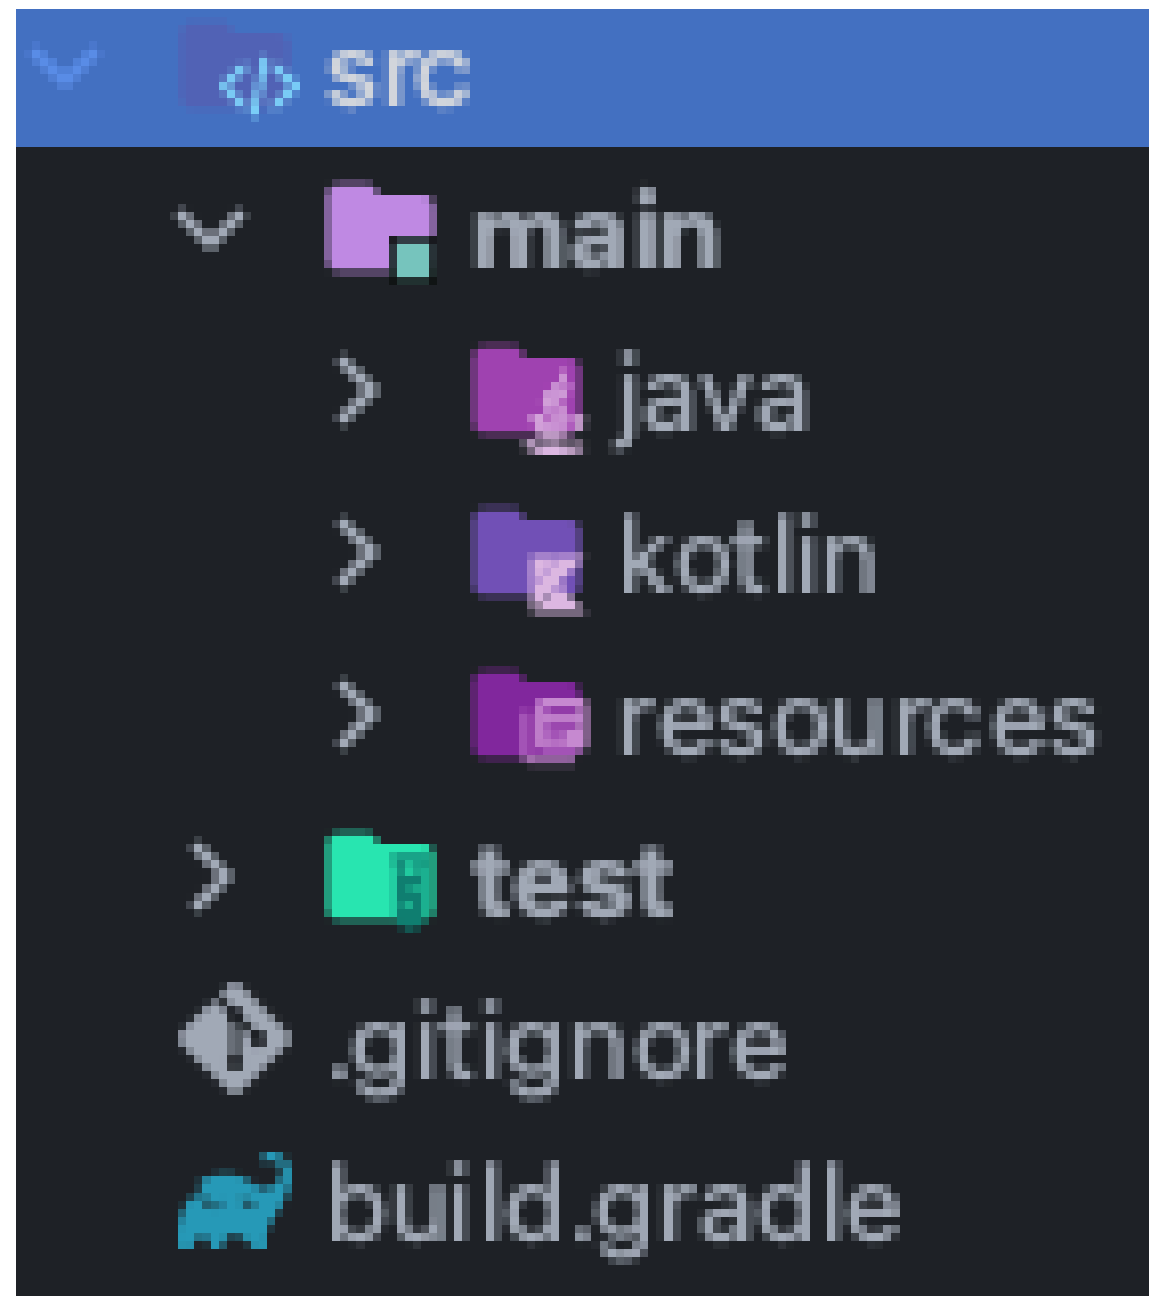 src
main
java
kotlin
resources
test
.gitignore
build.gradle